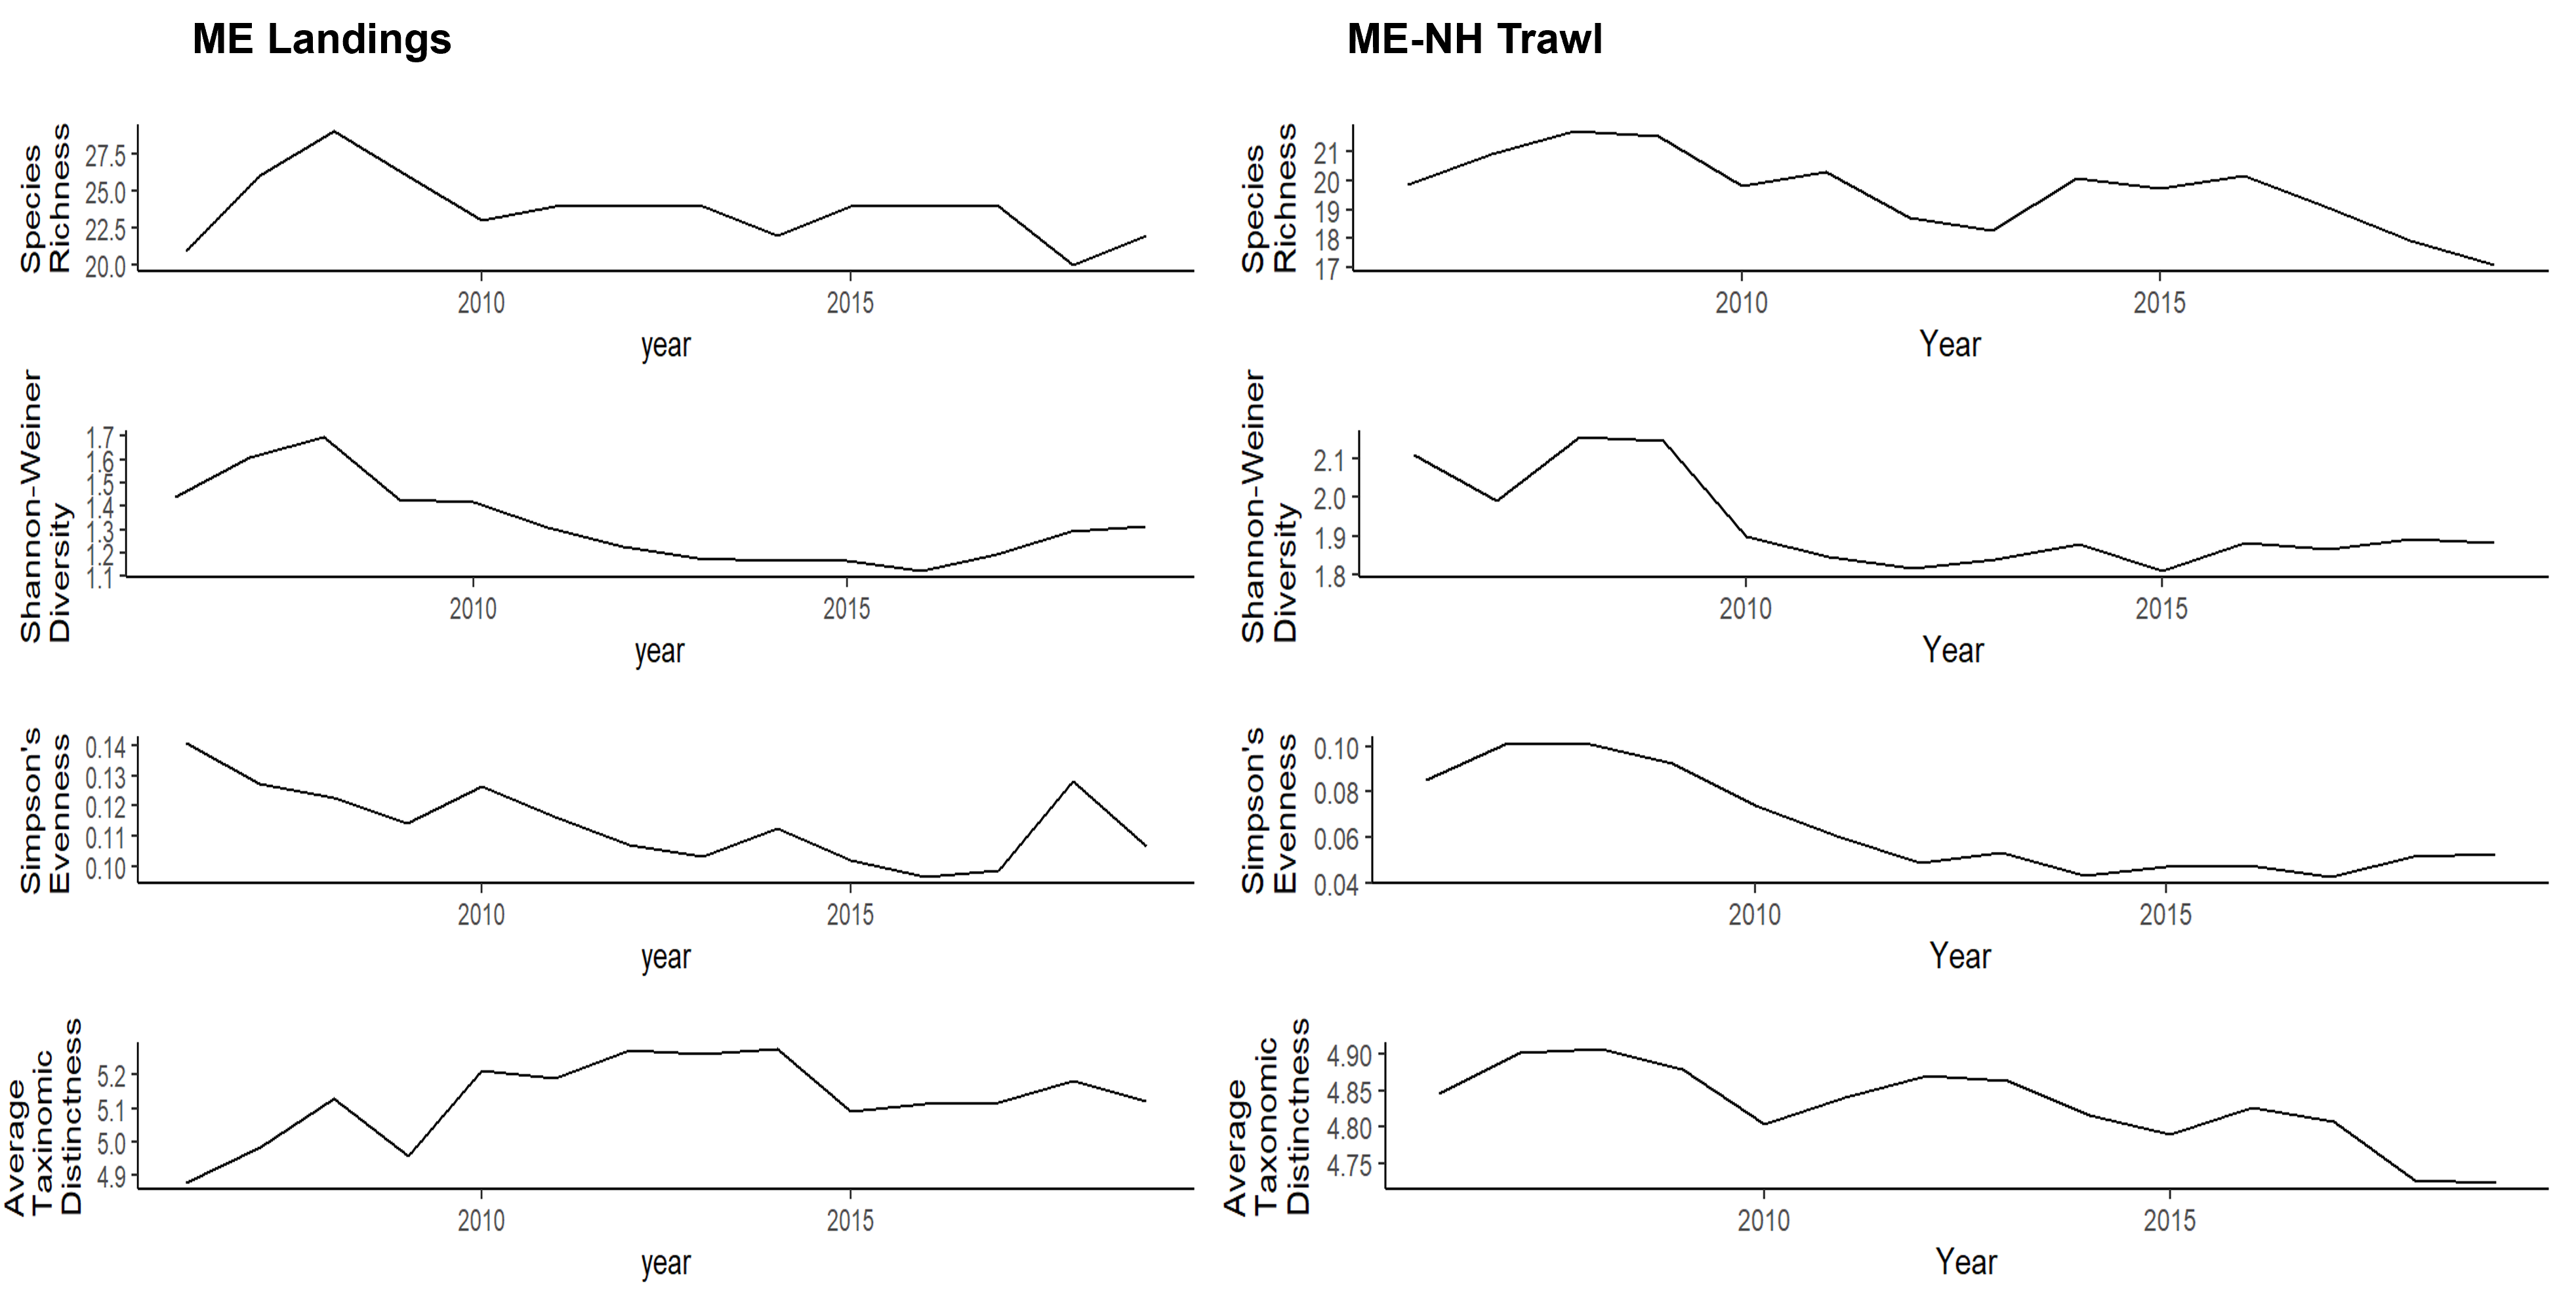 ME Landings
ME-NH Trawl
Species
Richness
27.5
25.0
22.5
20.0
2010
2015
year
Species
Richness
21
20
19
18
17
2010
2015
Year
Shannon-Weiner
Diversity
1.7
1.6
1.5
1.4
1.3
1.2
1.1
2010
2015
year
Shannon-Weiner
Diversity
2.1
2.0
1.9
1.8
2010
2015
Year
Simpson's
Evenness
0.14
0.13
0.12
0.11
0.10
2010
2015
year
Simpson's
Evenness
0.10
0.08
0.06
0.04
2010
2015
Year
Average
Taxinomic
Distinctness
5.2
5.1
5.0
4.9
2010
2015
year
Average
Taxonomic
Distinctness
4.90
4.85
4.80
4.75
2010
2015
Year